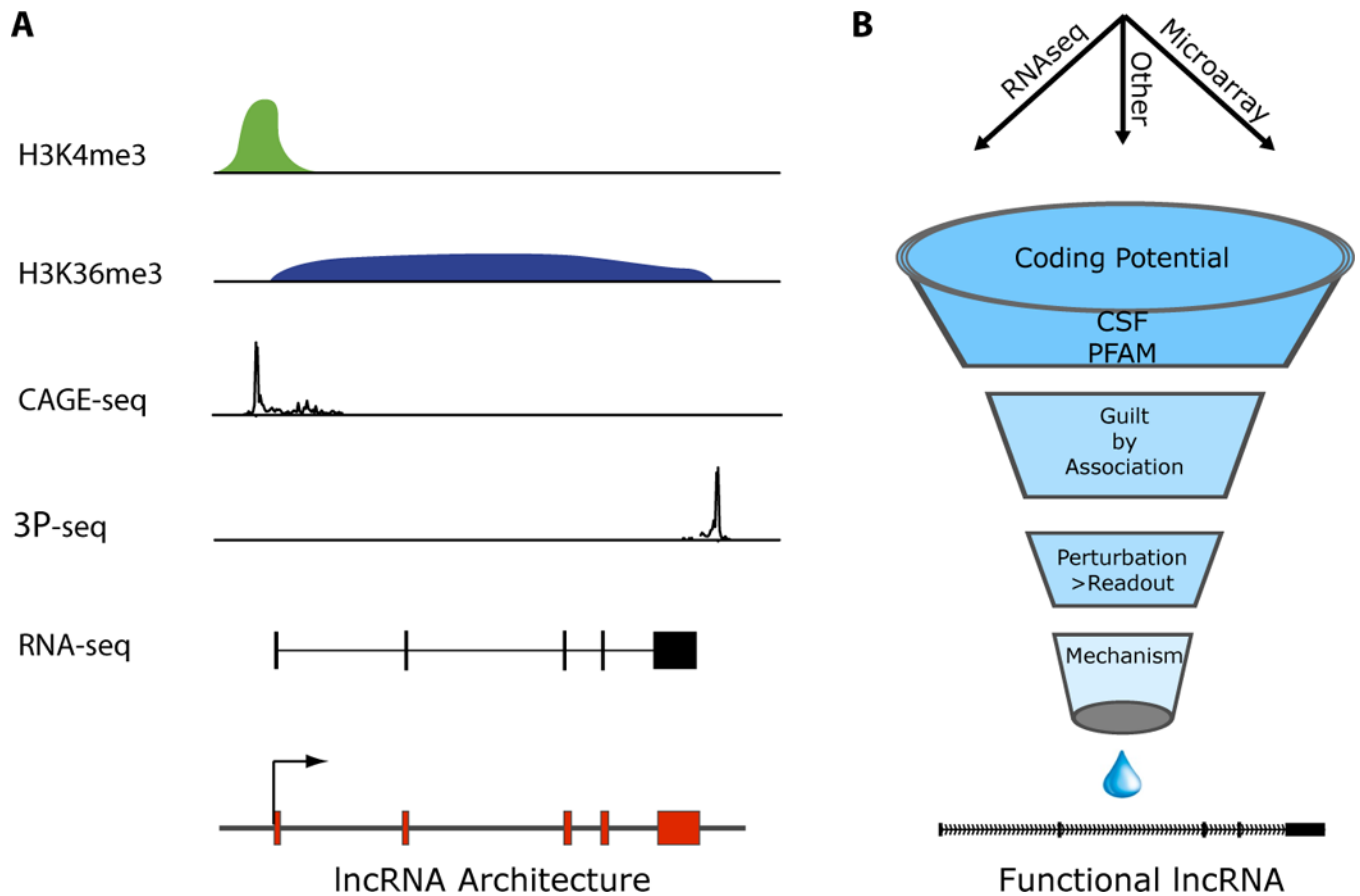 A
H3K4me3
H3K36me3
CAGE-seq
3P-seq
RNA-seq
lncRNA Architecture
B
RNAseq
Other
Microarray
Coding Potential
CSF
PFAM
Guilt
by
Association
Perturbation
>Readout
Mechanism
Functional lncRNA